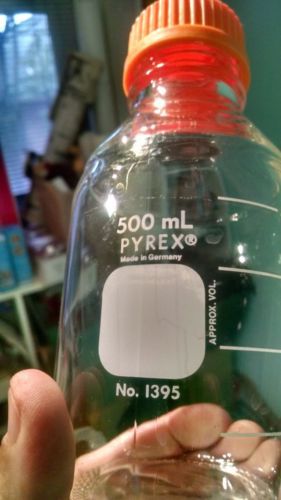 500 mL
PYREX®
Made in Germany
APPROX. VOL.
No. 1395